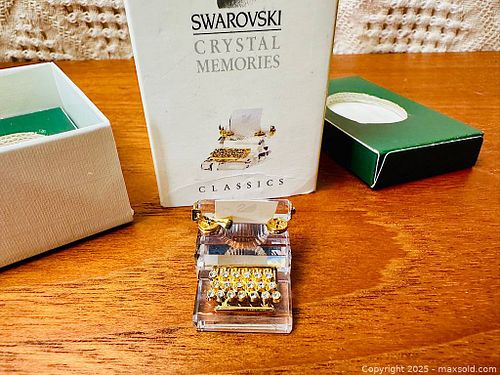 SWAROVSKI
CRYSTAL
MEMORIES
CLASSICS
Copyright 2025 - maxsold.com